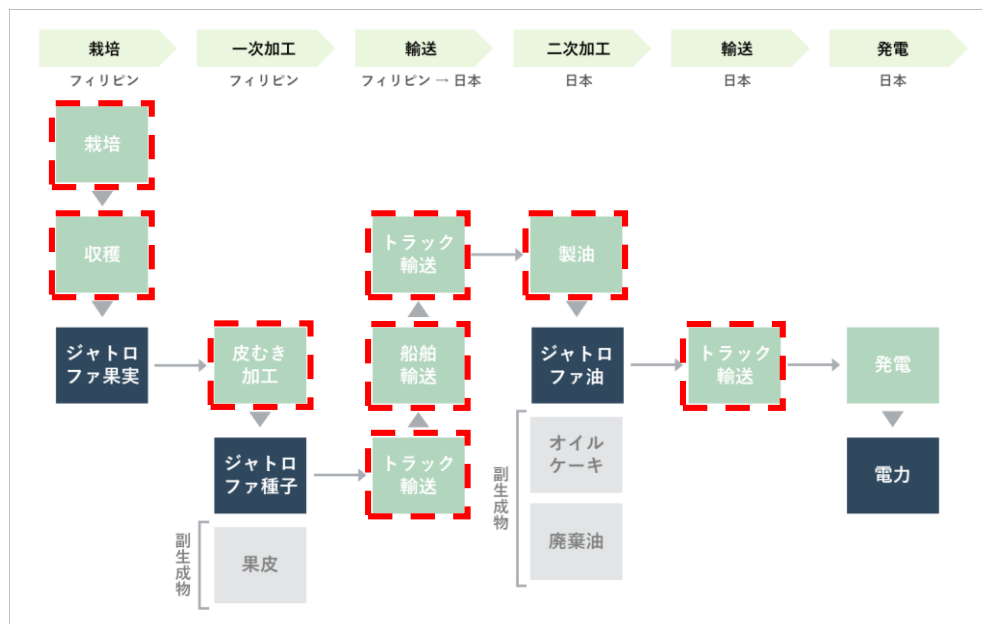 栽培
一次加工
輸送
二次加工
輸送
発電
フィリピン
フィリピン
フィリピン → 日本
日本
日本
日本
栽培
収穫
ジャトロ
ファ果実
皮むき
加工
ジャトロ
ファ種子
副生成物
果皮
トラック
輸送
船舶
輸送
トラック
輸送
製油
ジャトロ
ファ油
副生成物
オイル
ケーキ
廃棄油
トラック
輸送
発電
電力